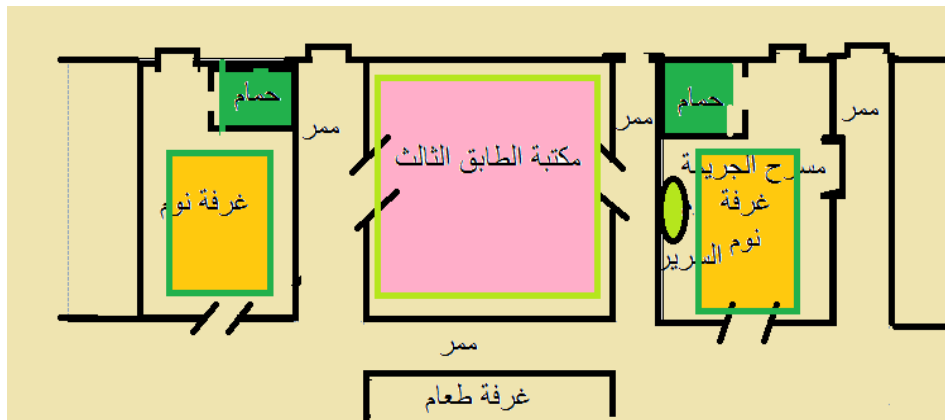 حمام
حمام
ممر
ممر
ممر
مكتبة الطابق الثالث
مسرح الجريمة
غرفة نوم
غرفة
نوم
السرير
ممر
غرفة طعام